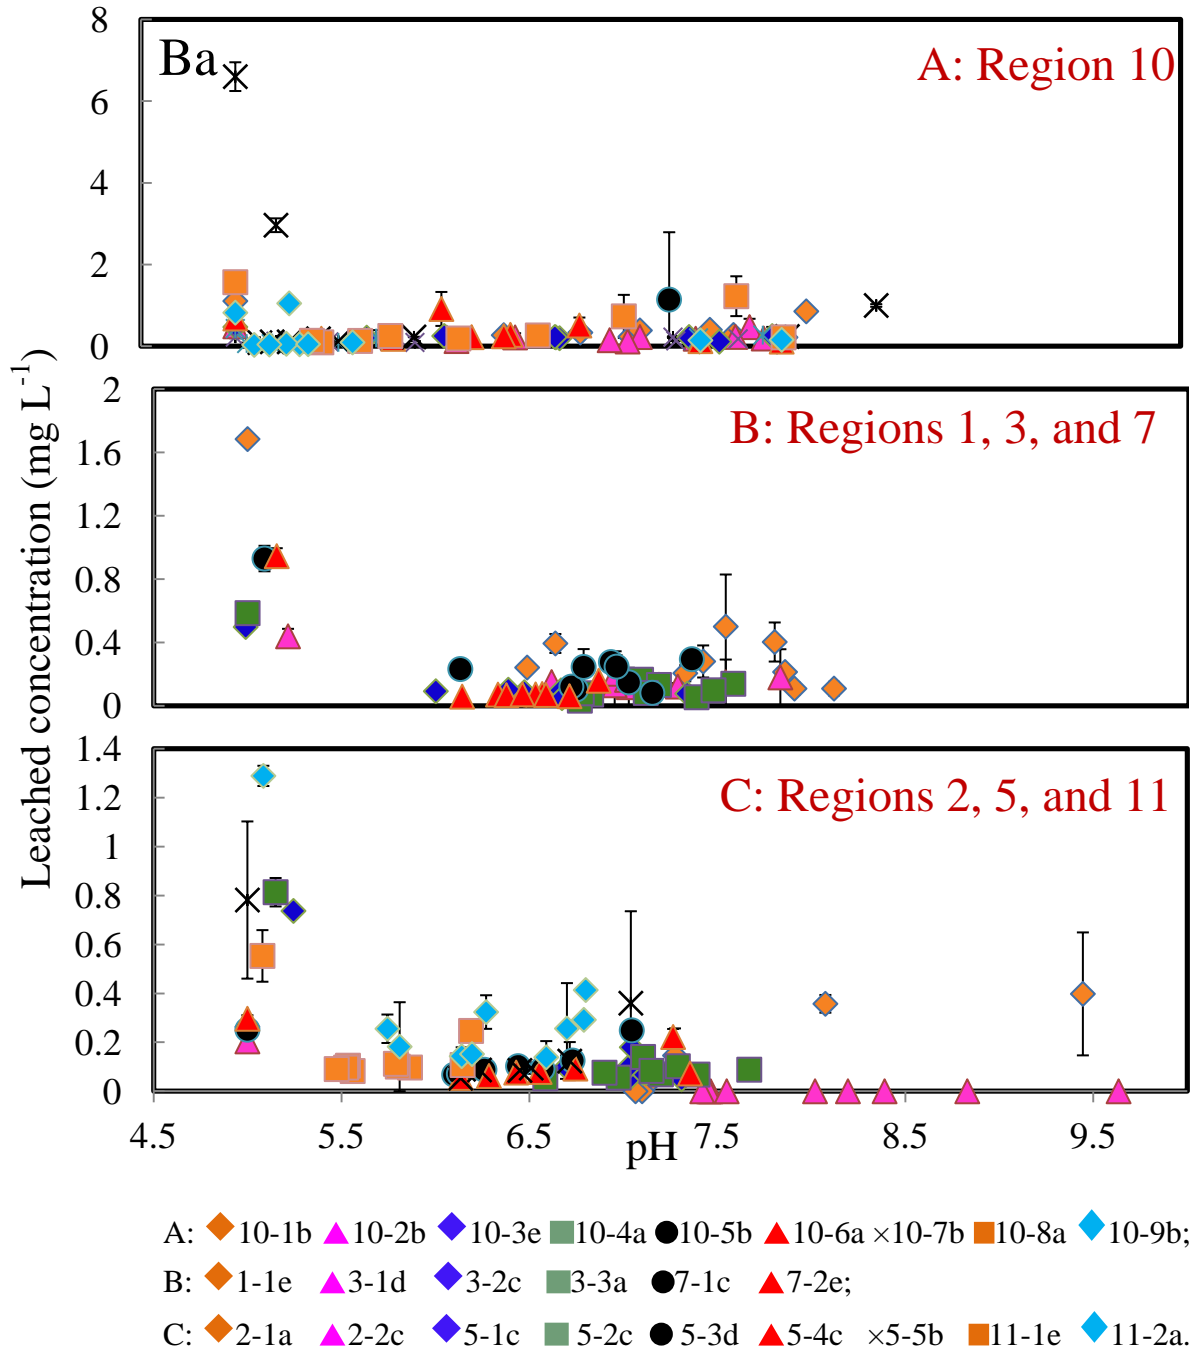 8
Ba
A: Region 10
6
4
2
0
2
B: Regions 1, 3, and 7
1.6
1.2
0.8
0.4
0
Leached concentration (mg L⁻¹)
1.4
C: Regions 2, 5, and 11
1.2
1
0.8
0.6
0.4
0.2
0
4.5 5.5 6.5 7.5 8.5 9.5
pH
A: 10-1b 10-2b 10-3e 10-4a 10-5b 10-6a ×10-7b 10-8a 10-9b;
B: 1-1e 3-1d 3-2c 3-3a 7-1c 7-2e;
C: 2-1a 2-2c 5-1c 5-2c 5-3d 5-4c ×5-5b 11-1e 11-2a.